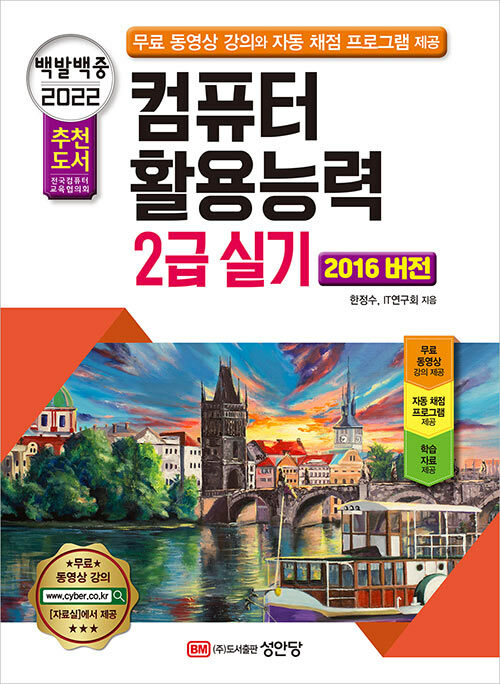 무료 동영상 강의와 자동 채점 프로그램 제공
백발백중
2022
추천
도서
전국컴퓨터
교육협의회
컴퓨터
활용능력
2급 실기
2016 버전
한정수, IT연구회 지음
무료
동영상
강의 제공
자동 채점
프로그램
제공
학습
자료
제공
★무료★
동영상 강의
www.cyber.co.kr
[자료실]에서 제공
★★★
BM (주)도서출판 성안당